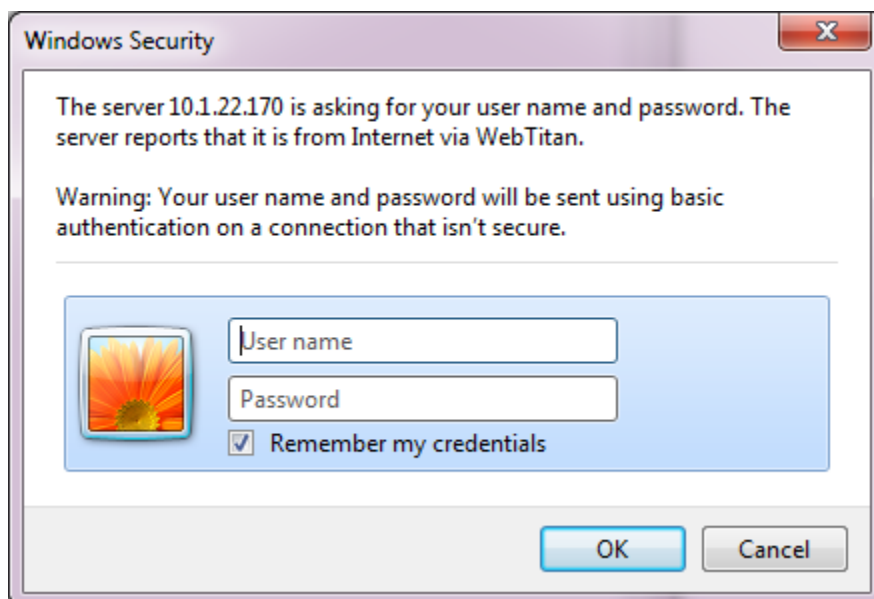 Windows Security
The server 10.1.22.170 is asking for your user name and password. The
server reports that it is from Internet via WebTitan.
Warning: Your user name and password will be sent using basic
authentication on a connection that isn't secure.
User name
Password
Remember my credentials
OK
Cancel